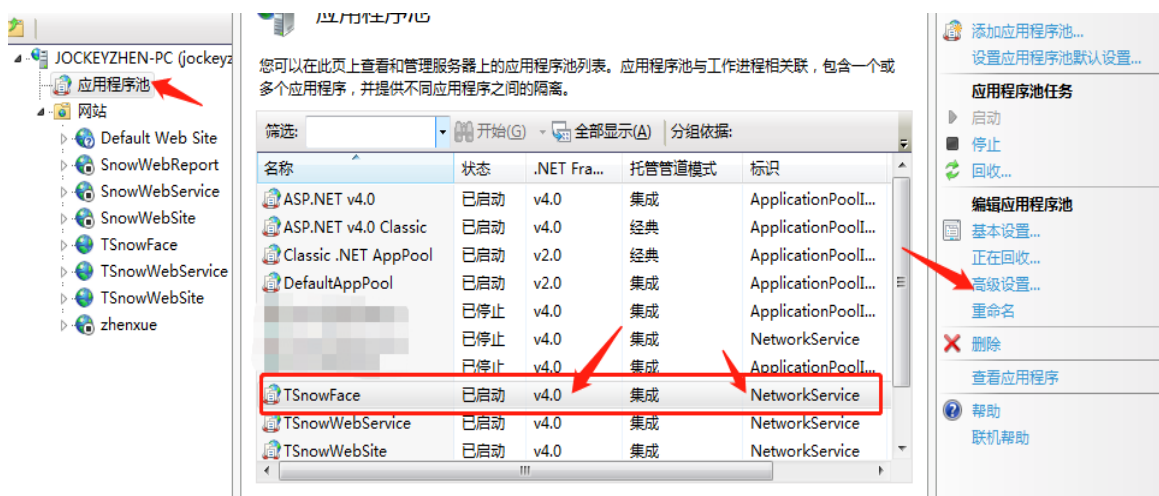 应用程序池
JOCKEYZHEN-PC (jockeyz
应用程序池
网站
Default Web Site
SnowWebReport
SnowWebService
SnowWebSite
TSnowFace
TSnowWebService
TSnowWebSite
zhenxue
您可以在此页上查看和管理服务器上的应用程序池列表。应用程序池与工作进程相关联，包含一个或
多个应用程序，并提供不同应用程序之间的隔离。
筛选: 开始(G) 全部显示(A) 分组依据:
名称 状态 .NET Fra... 托管管道模式 标识
ASP.NET v4.0 已启动 v4.0 集成 ApplicationPoolI...
ASP.NET v4.0 Classic 已启动 v4.0 经典 ApplicationPoolI...
Classic .NET AppPool 已启动 v2.0 经典 ApplicationPoolI...
DefaultAppPool 已启动 v2.0 集成 ApplicationPoolI...
已停止 v4.0 集成 ApplicationPoolI...
已停止 v4.0 集成 NetworkService
已停止 v4.0 集成 ApplicationPoolI...
TSnowFace 已启动 v4.0 集成 NetworkService
TSnowWebService 已启动 v4.0 集成 NetworkService
TSnowWebSite 已启动 v4.0 集成 NetworkService
添加应用程序池...
设置应用程序池默认设置...
应用程序池任务
启动
停止
回收...
编辑应用程序池
基本设置...
正在回收...
高级设置...
重命名
删除
查看应用程序
帮助
联机帮助